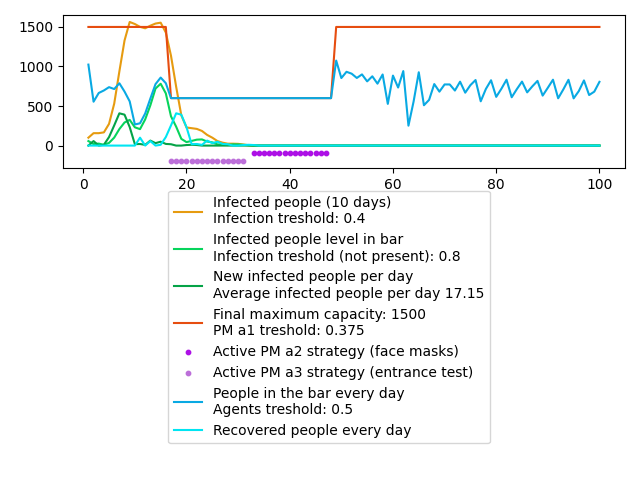 1500
1000
500
0
0
20
40
60
80
100
Infected people (10 days)
Infection treshold: 0.4
Infected people level in bar
Infection treshold (not present): 0.8
New infected people per day
Average infected people per day 17.15
Final maximum capacity: 1500
PM a1 treshold: 0.375
Active PM a2 strategy (face masks)
Active PM a3 strategy (entrance test)
People in the bar every day
Agents treshold: 0.5
Recovered people every day